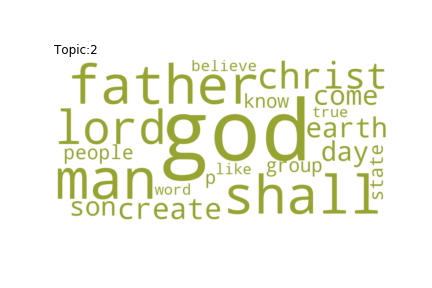 Topic:2
believe
father christ
know come
lord god true
earth
people day
man like group state
word p
son create shall